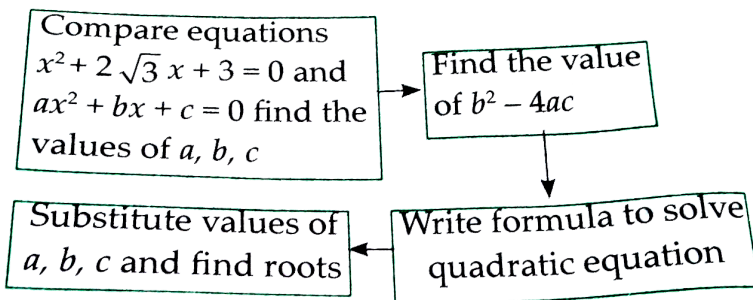 Compare equations
x² + 2 √3 x + 3 = 0 and
ax² + bx + c = 0 find the
values of a, b, c
Find the value
of b² – 4ac
Write formula to solve
quadratic equation
Substitute values of
a, b, c and find roots